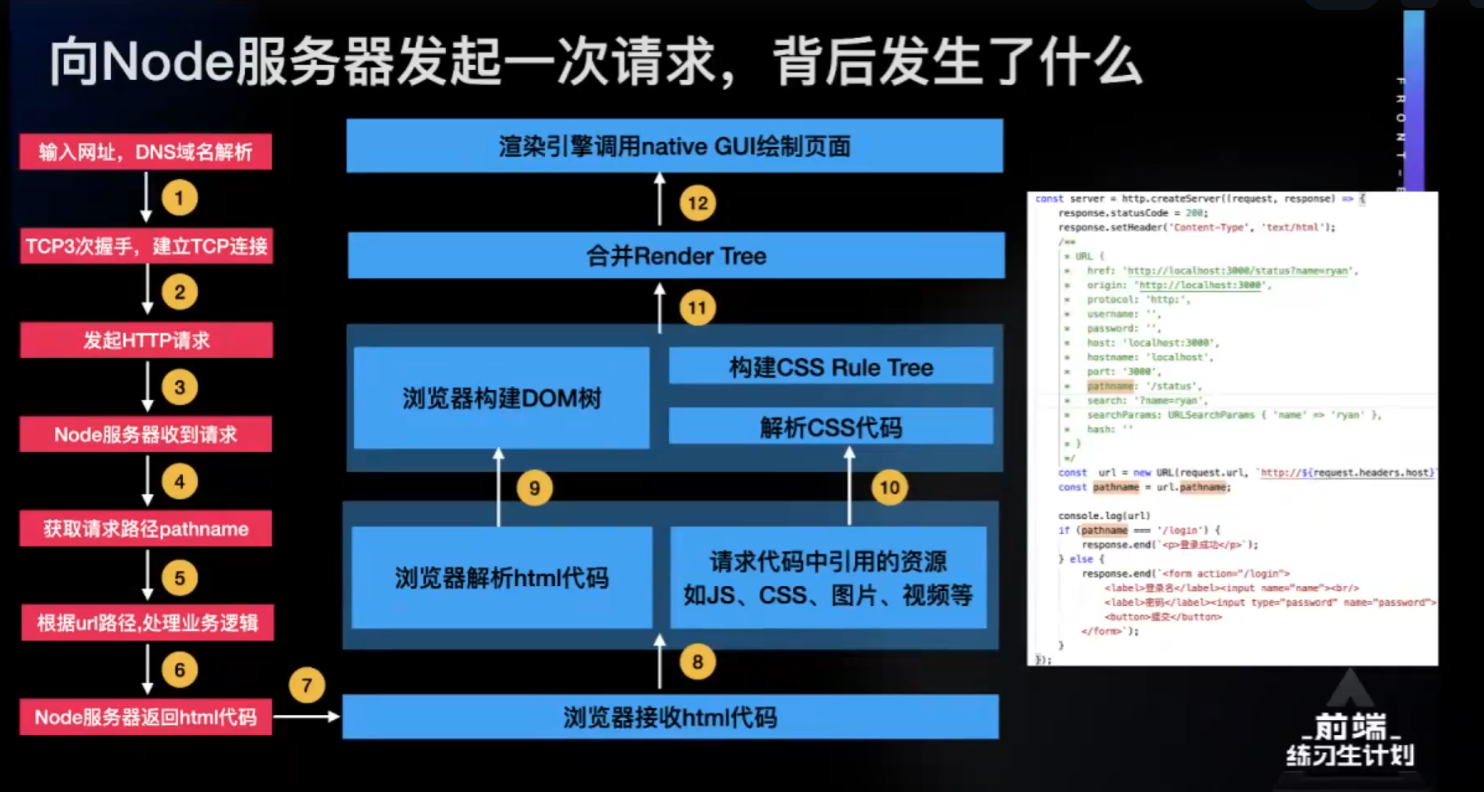 向Node服务器发起一次请求，背后发生了什么
输入网址，DNS域名解析
1
TCP3次握手，建立TCP连接
2
发起HTTP请求
3
Node服务器收到请求
4
获取请求路径pathname
5
根据url路径,处理业务逻辑
6
Node服务器返回html代码
7
浏览器接收html代码
8
浏览器解析html代码
请求代码中引用的资源
如JS、CSS、图片、视频等
9
10
浏览器构建DOM树
解析CSS代码
构建CSS Rule Tree
11
合并Render Tree
12
渲染引擎调用native GUI绘制页面
FRONT-E
const server = http.createServer((request, response) => {
response.statusCode = 200;
response.setHeader('Content-Type', 'text/html');
/**
* URL {
* href: 'http://localhost:3000/status?name=ryan',
* origin: 'http://localhost:3000',
* protocol: 'http:',
* username: '',
* password: '',
* host: 'localhost:3000',
* hostname: 'localhost',
* port: '3000',
* pathname: '/status',
* search: '?name=ryan',
* searchParams: URLSearchParams { 'name' => 'ryan' },
* hash: ''
* }
*/
const url = new URL(request.url, `http://${request.headers.host}`
const pathname = url.pathname;
console.log(url)
if (pathname === '/login') {
response.end(`<p>登录成功</p>`);
} else {
response.end(`<form action="/login">
<label>登录名</label><input name="name"><br/>
<label>密码</label><input type="password" name="password">
<button>提交</button>
</form>`);
}
});
_前端_
练习生计划